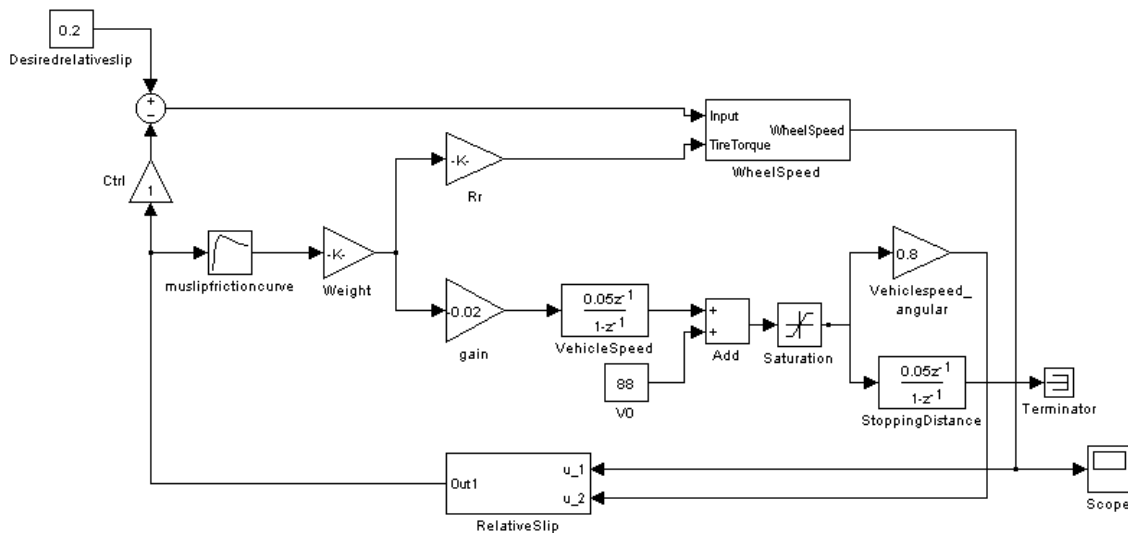 0.2
Desiredrelativeslip
+
−
Ctrl
1
Input
TireTorque
WheelSpeed
WheelSpeed
-K-
Rr
muslipfrictioncurve
-K-
Weight
-0.02
gain
0.05z-1
1-z-1
VehicleSpeed
+
+
Add
Saturation
88
V0
0.8
Vehiclespeed_
angular
0.05z-1
1-z-1
StoppingDistance
Terminator
Out1
u_1
u_2
RelativeSlip
Scope